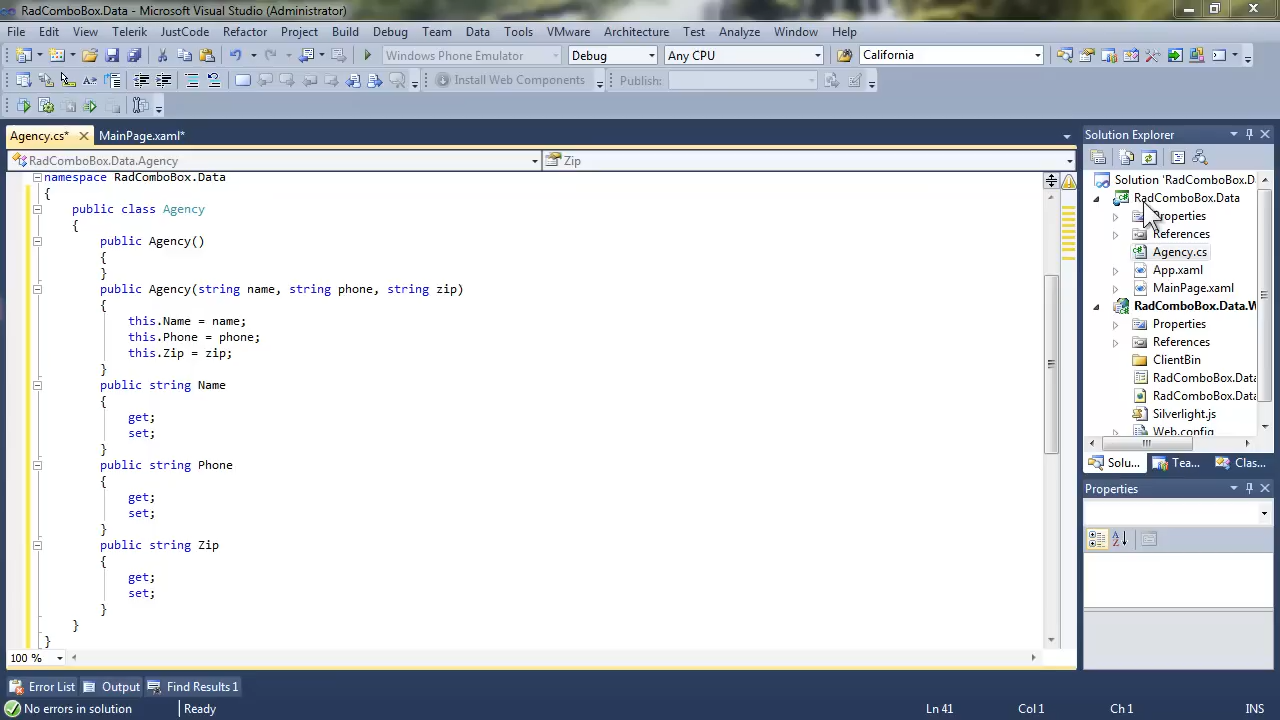 RadComboBox.Data - Microsoft Visual Studio (Administrator)
File Edit View Telerik JustCode Refactor Project Build Debug Team Data Tools VMware Architecture Test Analyze Window Help
Windows Phone Emulator Debug Any CPU California
Install Web Components Publish:
Agency.cs* MainPage.xaml*
RadComboBox.Data.Agency Zip
namespace RadComboBox.Data
{
public class Agency
{
public Agency()
{
}
public Agency(string name, string phone, string zip)
{
this.Name = name;
this.Phone = phone;
this.Zip = zip;
}
public string Name
{
get;
set;
}
public string Phone
{
get;
set;
}
public string Zip
{
get;
set;
}
}
}
100 %
Solution Explorer
Solution 'RadComboBox.D
RadComboBox.Data
Properties
References
Agency.cs
App.xaml
MainPage.xaml
RadComboBox.Data.W
Properties
References
ClientBin
RadComboBox.Data
RadComboBox.Data
Silverlight.js
Web.config
Solu... Tea... Clas...
Properties
Error List Output Find Results 1
No errors in solution Ready Ln 41 Col 1 Ch 1 INS